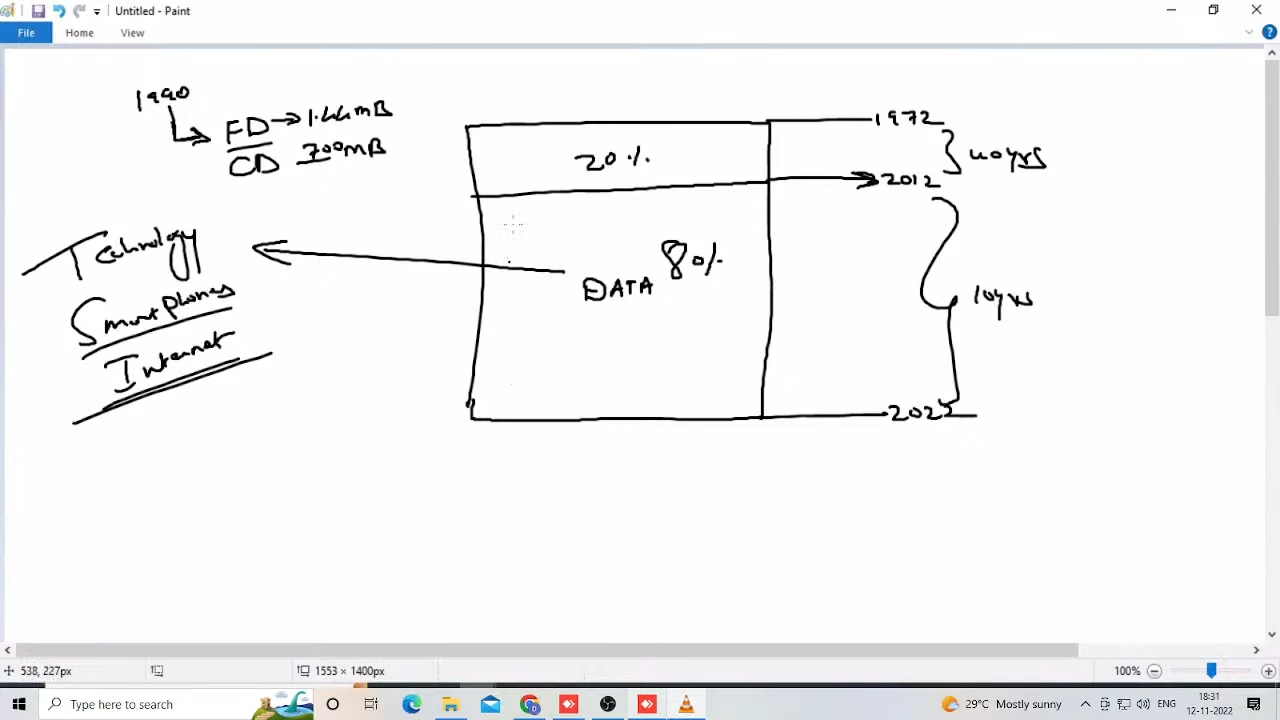 Untitled - Paint
File Home View
1990
FD → 1.44mB
CD 700mB
1972
20%
40yrs
2012
Technology
Smartphones
Internet
80%
DATA
10yrs
2022
538, 227px
1553 × 1400px
100%
Type here to search
29°C Mostly sunny
ENG
18:31
12-11-2022